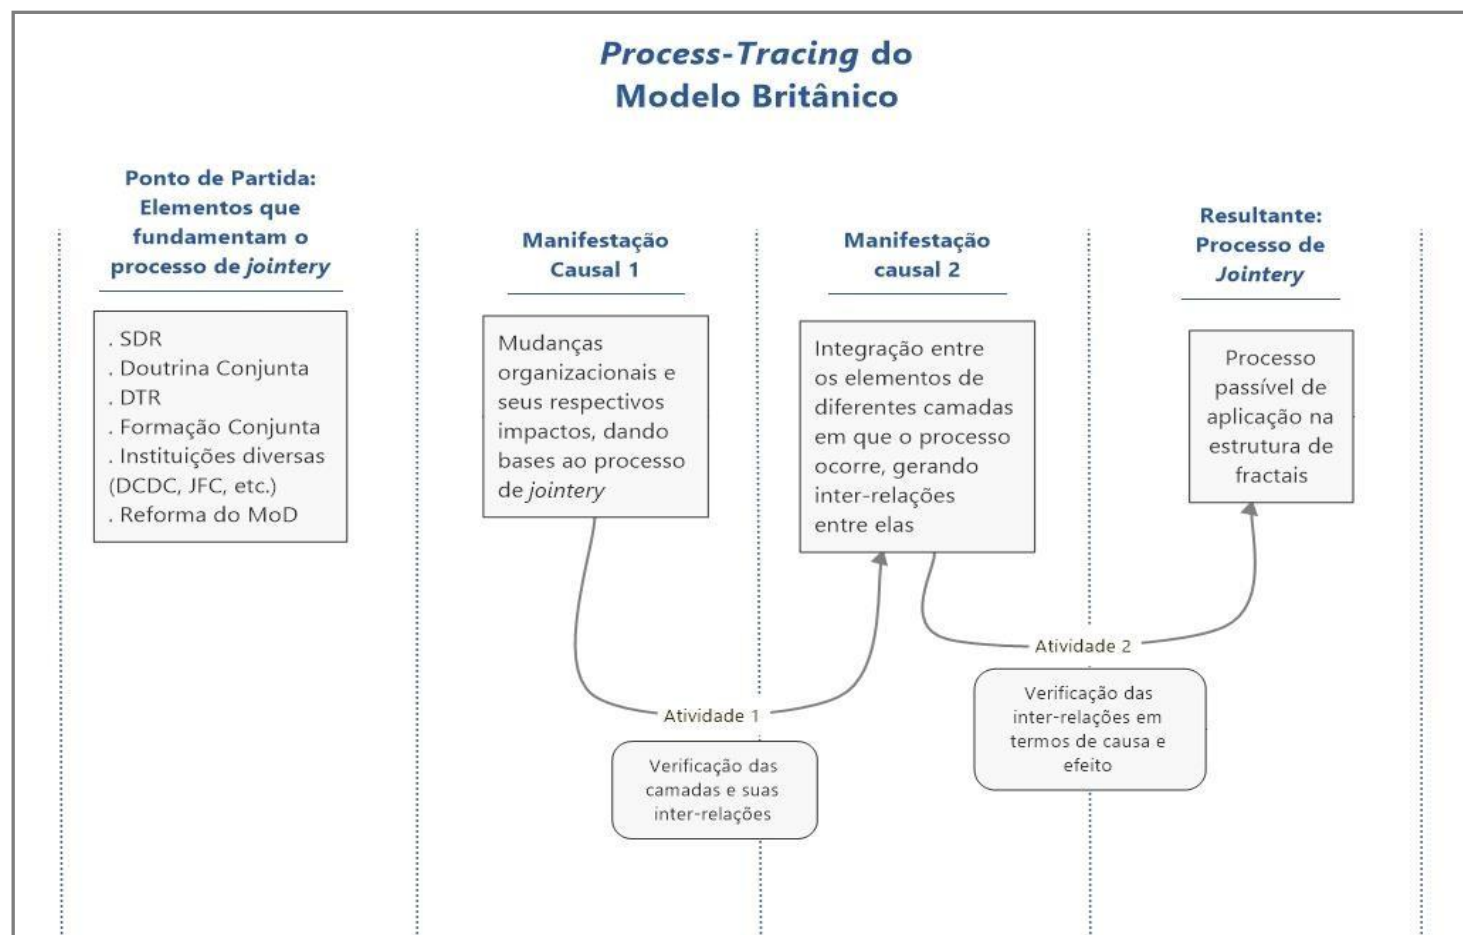 Process-Tracing do
Modelo Britânico
Ponto de Partida:
Elementos que
fundamentam o
processo de jointery
. SDR
. Doutrina Conjunta
. DTR
. Formação Conjunta
. Instituições diversas
(DCDC, JFC, etc.)
. Reforma do MoD
Manifestação
Causal 1
Mudanças
organizacionais e
seus respectivos
impactos, dando
bases ao processo
de jointery
Manifestação
causal 2
Integração entre
os elementos de
diferentes camadas
em que o processo
ocorre, gerando
inter-relações
entre elas
Resultante:
Processo de
Jointery
Processo
passível de
aplicação na
estrutura de
fractais
Atividade 1
Verificação das
camadas e suas
inter-relações
Atividade 2
Verificação das
inter-relações em
termos de causa e
efeito